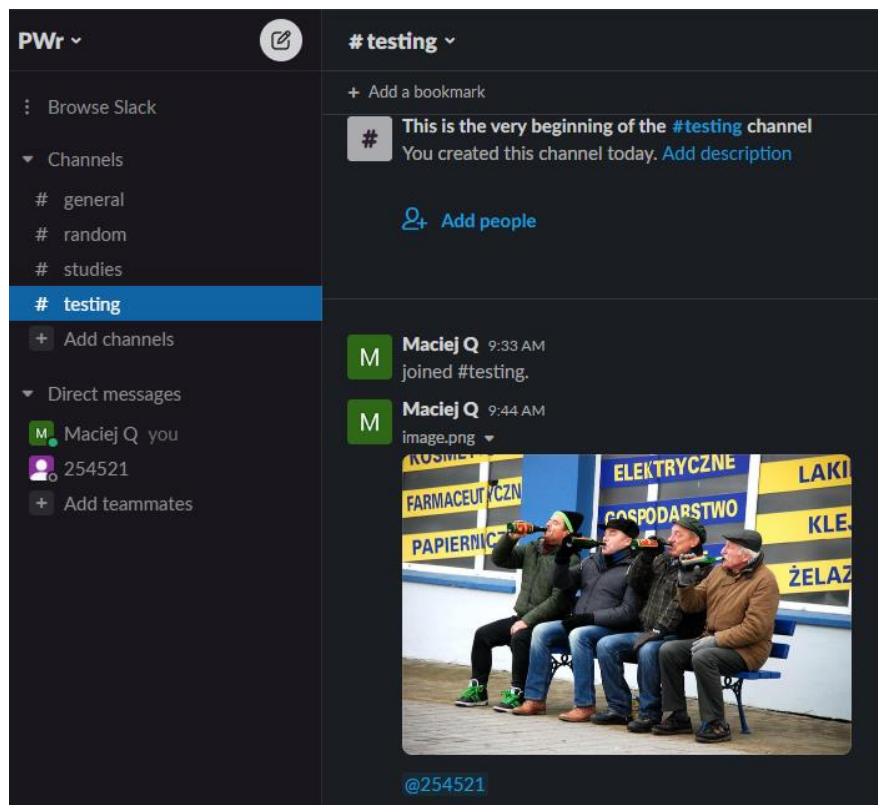 PWr
Browse Slack
Channels
# general
# random
# studies
# testing
+ Add channels
Direct messages
M Maciej Q you
254521
+ Add teammates
# testing
+ Add a bookmark
# This is the very beginning of the #testing channel
You created this channel today. Add description
Add people
M Maciej Q 9:33 AM
joined #testing.
M Maciej Q 9:44 AM
image.png
ELEKTRYCZNE
GOSPODARSTWO
FARMACEUTYCZN
PAPIERNICZ
LAKI
KLE
ŻELAZ
@254521